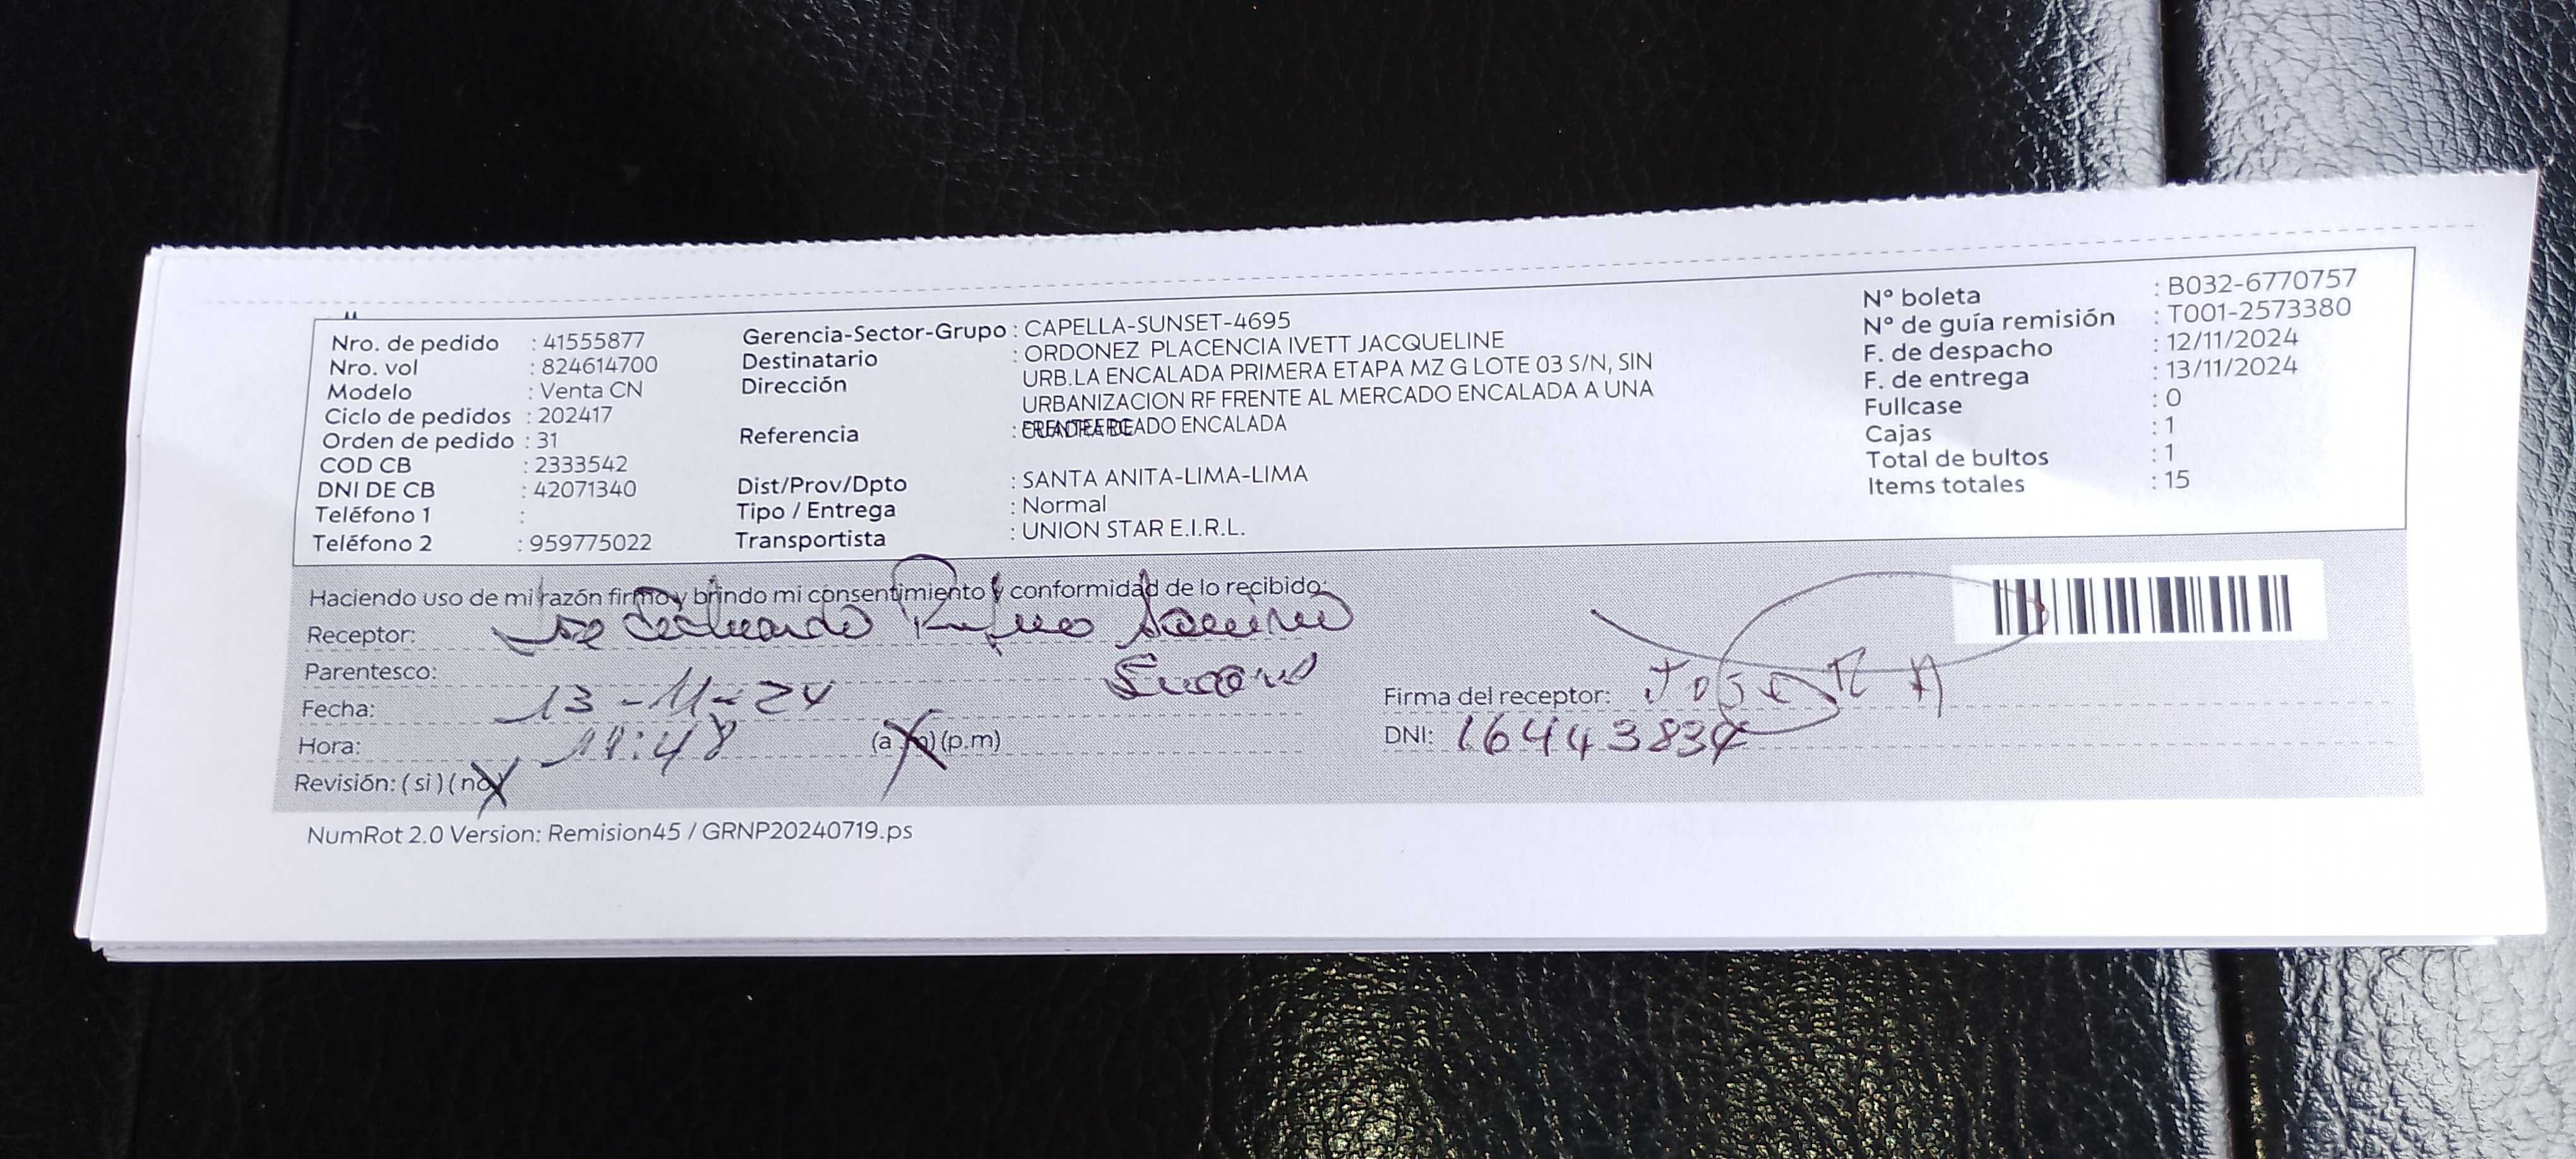 Nro. de pedido : 41555877
Nro. vol : 824614700
Modelo : Venta CN
Ciclo de pedidos : 202417
Orden de pedido : 31
COD CB : 2333542
DNI DE CB : 42071340
Teléfono 1 :
Teléfono 2 : 959775022
Gerencia-Sector-Grupo : CAPELLA-SUNSET-4695
Destinatario : ORDONEZ PLACENCIA IVETT JACQUELINE
Dirección URB.LA ENCALADA PRIMERA ETAPA MZ G LOTE 03 S/N, SIN
URBANIZACION RF FRENTE AL MERCADO ENCALADA A UNA
Referencia : ENCALADA
Dist/Prov/Dpto : SANTA ANITA-LIMA-LIMA
Tipo / Entrega : Normal
Transportista : UNION STAR E.I.R.L.
N° boleta : B032-6770757
N° de guía remisión : T001-2573380
F. de despacho : 12/11/2024
F. de entrega : 13/11/2024
Fullcase : 0
Cajas : 1
Total de bultos : 1
Items totales : 15
Haciendo uso de mi razón firmo y brindo mi consentimiento y conformidad de lo recibido:
Receptor:
Parentesco:
Fecha: 13-11-24
Hora: (a.m) (p.m)
Revisión: ( si ) ( no )
Firma del receptor: Jose
DNI:
NumRot 2.0 Version: Remision45 / GRNP20240719.ps